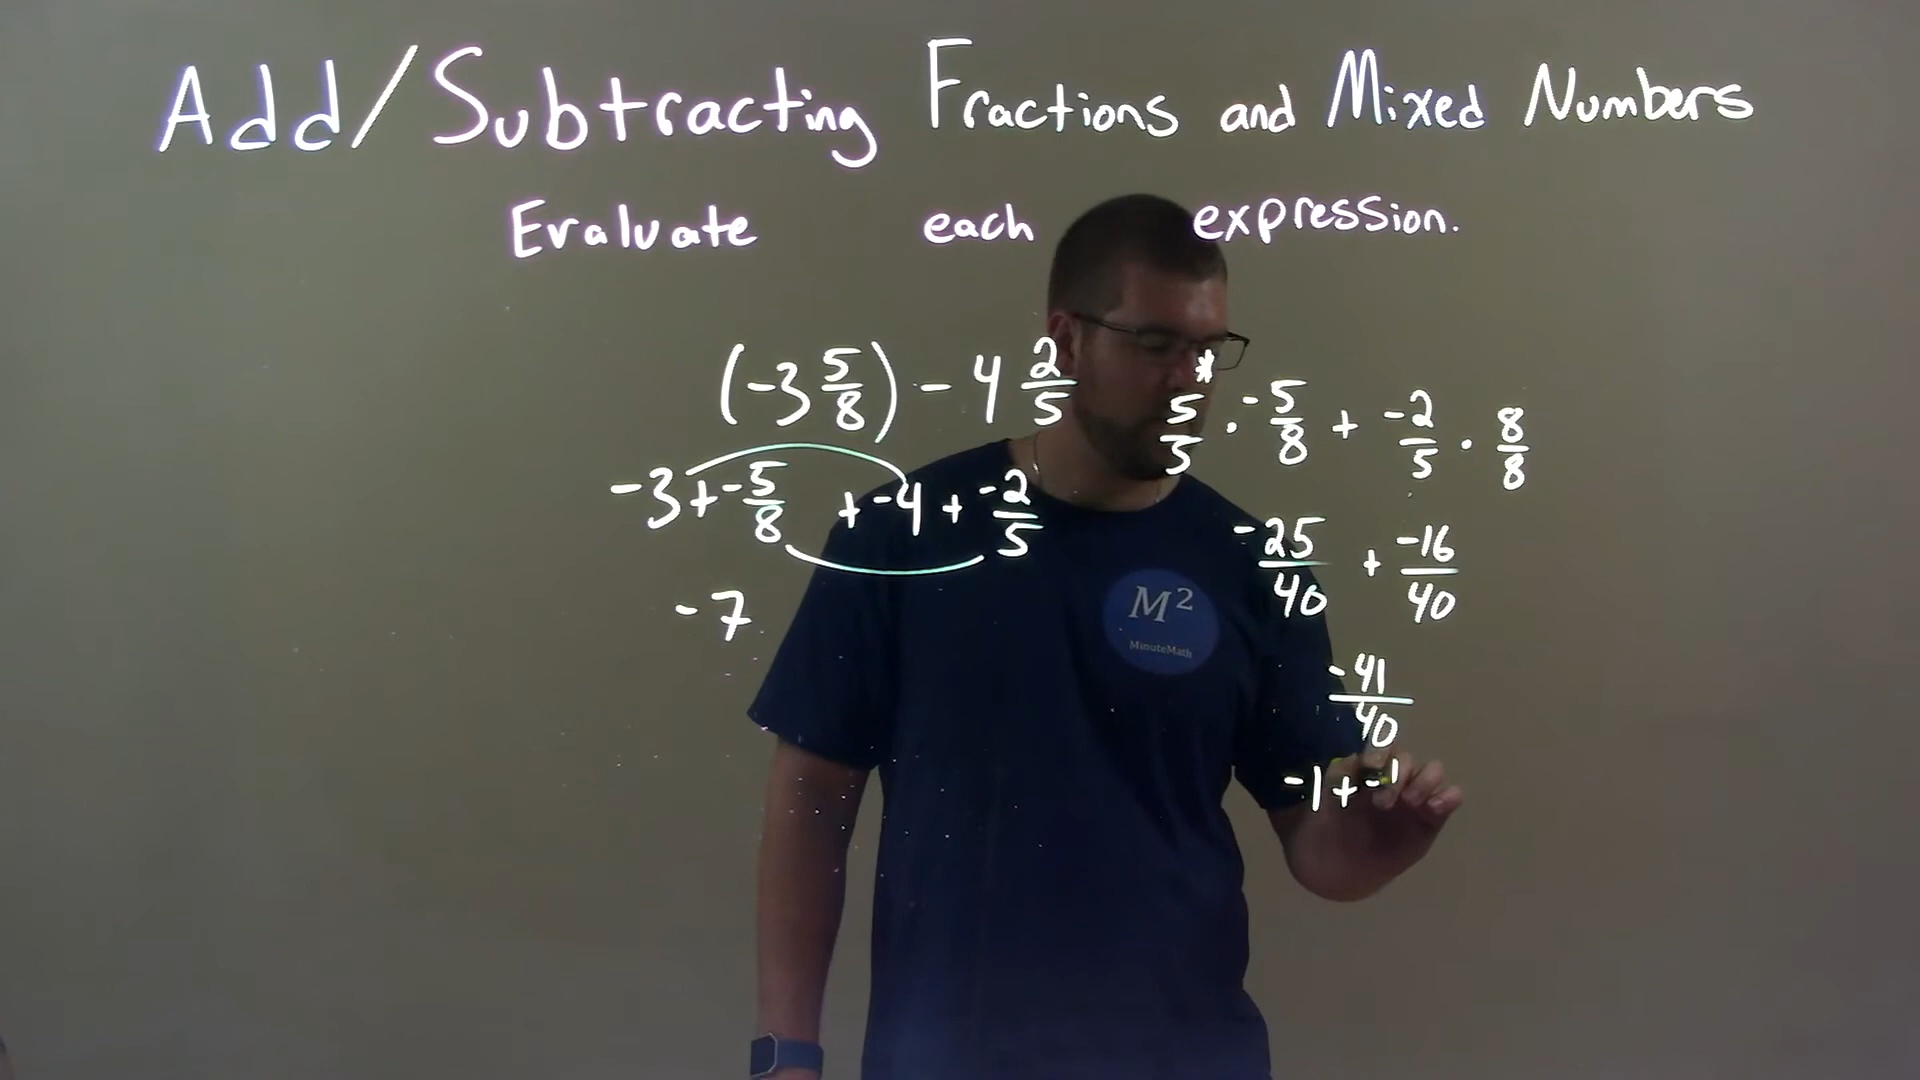 Add/Subtracting Fractions and Mixed Numbers
Evaluate each expression.
(-3 5/8) - 4 2/5
-3 + -5/8 + -4 + -2/5
-7
*
5/5 · -5/8 + -2/5 · 8/8
-25/40 + -16/40
-41/40
-1 + -1
M²
MinuteMath